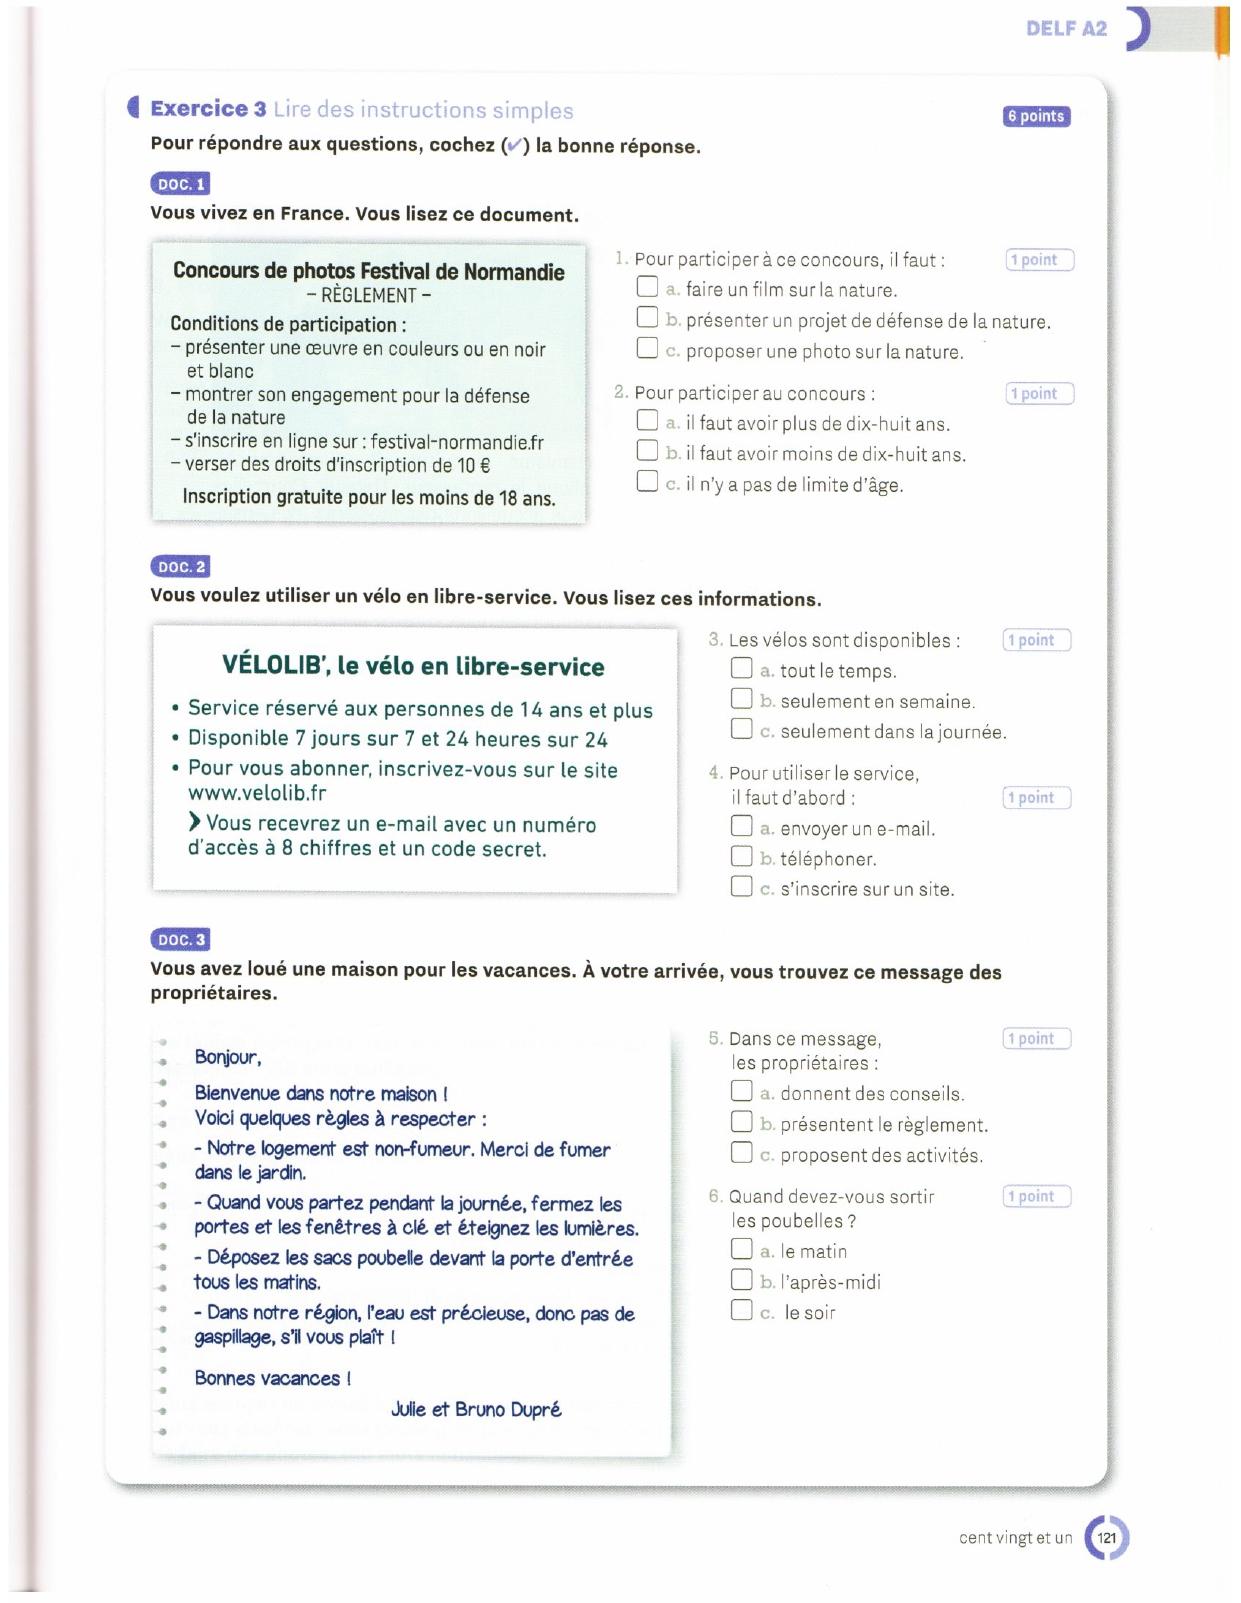 DELF A2
Exercice 3 Lire des instructions simples
6 points
Pour répondre aux questions, cochez (✔) la bonne réponse.
DOC. 1
Vous vivez en France. Vous lisez ce document.
Concours de photos Festival de Normandie
– RÈGLEMENT –
Conditions de participation :
– présenter une œuvre en couleurs ou en noir
et blanc
– montrer son engagement pour la défense
de la nature
– s'inscrire en ligne sur : festival-normandie.fr
– verser des droits d'inscription de 10 €
Inscription gratuite pour les moins de 18 ans.
1. Pour participer à ce concours, il faut :
1 point
a. faire un film sur la nature.
b. présenter un projet de défense de la nature.
c. proposer une photo sur la nature.
2. Pour participer au concours :
1 point
a. il faut avoir plus de dix-huit ans.
b. il faut avoir moins de dix-huit ans.
c. il n'y a pas de limite d'âge.
DOC. 2
Vous voulez utiliser un vélo en libre-service. Vous lisez ces informations.
VÉLOLIB', le vélo en libre-service
• Service réservé aux personnes de 14 ans et plus
• Disponible 7 jours sur 7 et 24 heures sur 24
• Pour vous abonner, inscrivez-vous sur le site
www.velolib.fr
❯ Vous recevrez un e-mail avec un numéro
d'accès à 8 chiffres et un code secret.
3. Les vélos sont disponibles :
1 point
a. tout le temps.
b. seulement en semaine.
c. seulement dans la journée.
4. Pour utiliser le service,
il faut d'abord :
1 point
a. envoyer un e-mail.
b. téléphoner.
c. s'inscrire sur un site.
DOC. 3
Vous avez loué une maison pour les vacances. À votre arrivée, vous trouvez ce message des
propriétaires.
Bonjour,
Bienvenue dans notre maison !
Voici quelques règles à respecter :
- Notre logement est non-fumeur. Merci de fumer
dans le jardin.
- Quand vous partez pendant la journée, fermez les
portes et les fenêtres à clé et éteignez les lumières.
- Déposez les sacs poubelle devant la porte d'entrée
tous les matins.
- Dans notre région, l'eau est précieuse, donc pas de
gaspillage, s'il vous plaît !
Bonnes vacances !
Julie et Bruno Dupré
5. Dans ce message,
1 point
les propriétaires :
a. donnent des conseils.
b. présentent le règlement.
c. proposent des activités.
6. Quand devez-vous sortir
1 point
les poubelles ?
a. le matin
b. l'après-midi
c. le soir
cent vingt et un 121